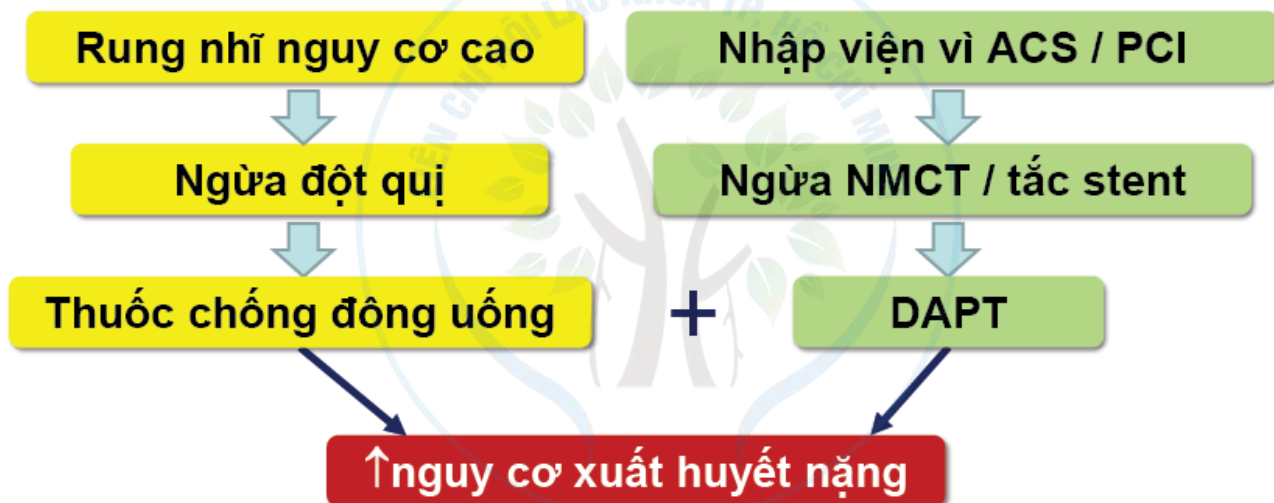 Rung nhĩ nguy cơ cao
Ngừa đột quị
Thuốc chống đông uống
+
Nhập viện vì ACS / PCI
Ngừa NMCT / tắc stent
DAPT
↑nguy cơ xuất huyết nặng